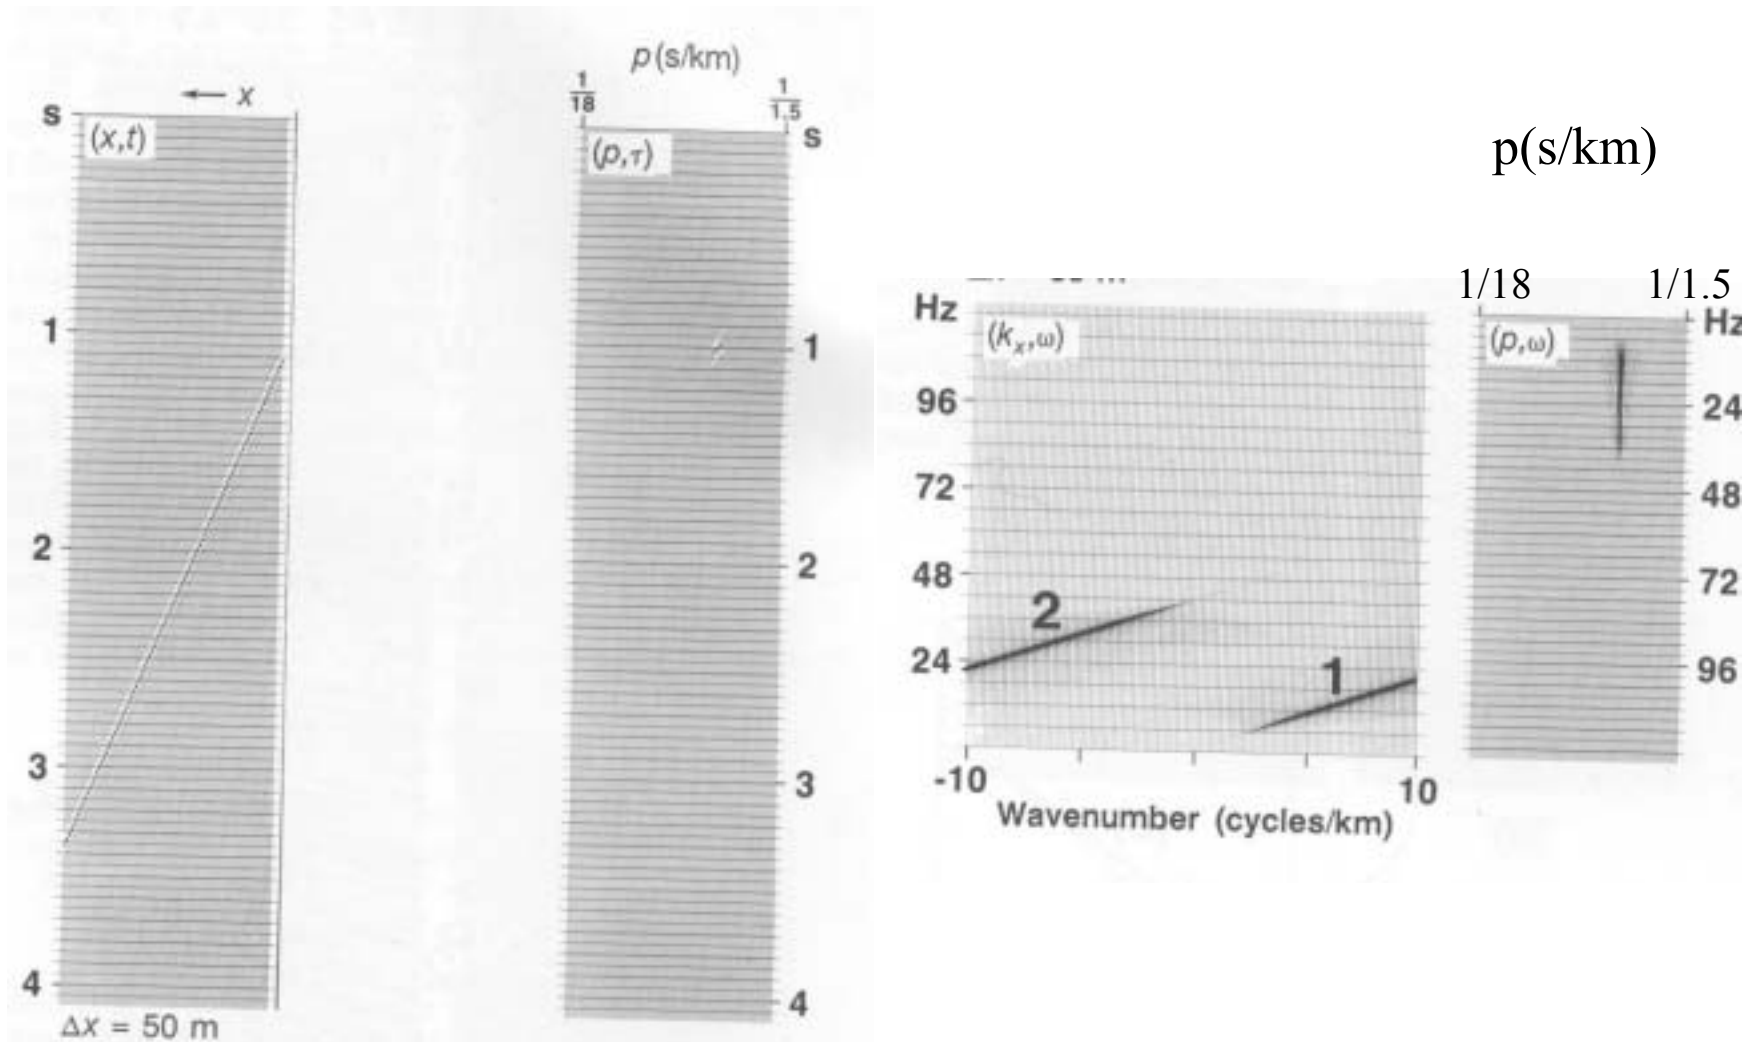 p(s/km)
1/18
1/1.5
← x
s
(x,t)
1
2
3
4
Δx = 50 m
(p,τ)
s
1
2
3
4
p(s/km)
1/18
1/1.5
Hz
(kx,ω)
96
72
48
24
2
1
-10
10
Wavenumber (cycles/km)
(p,ω)
Hz
24
48
72
96